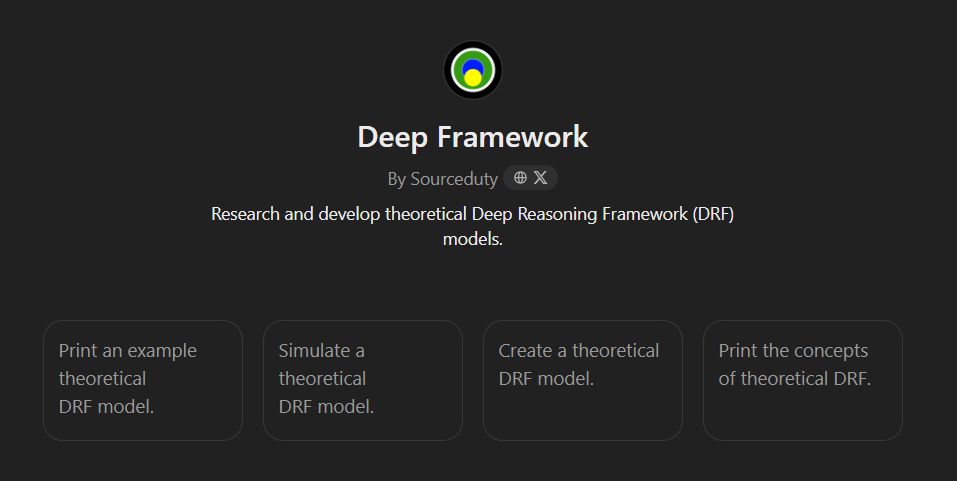 Deep Framework
By Sourceduty
Research and develop theoretical Deep Reasoning Framework (DRF)
models.
Print an example
theoretical
DRF model.
Simulate a
theoretical
DRF model.
Create a theoretical
DRF model.
Print the concepts
of theoretical DRF.